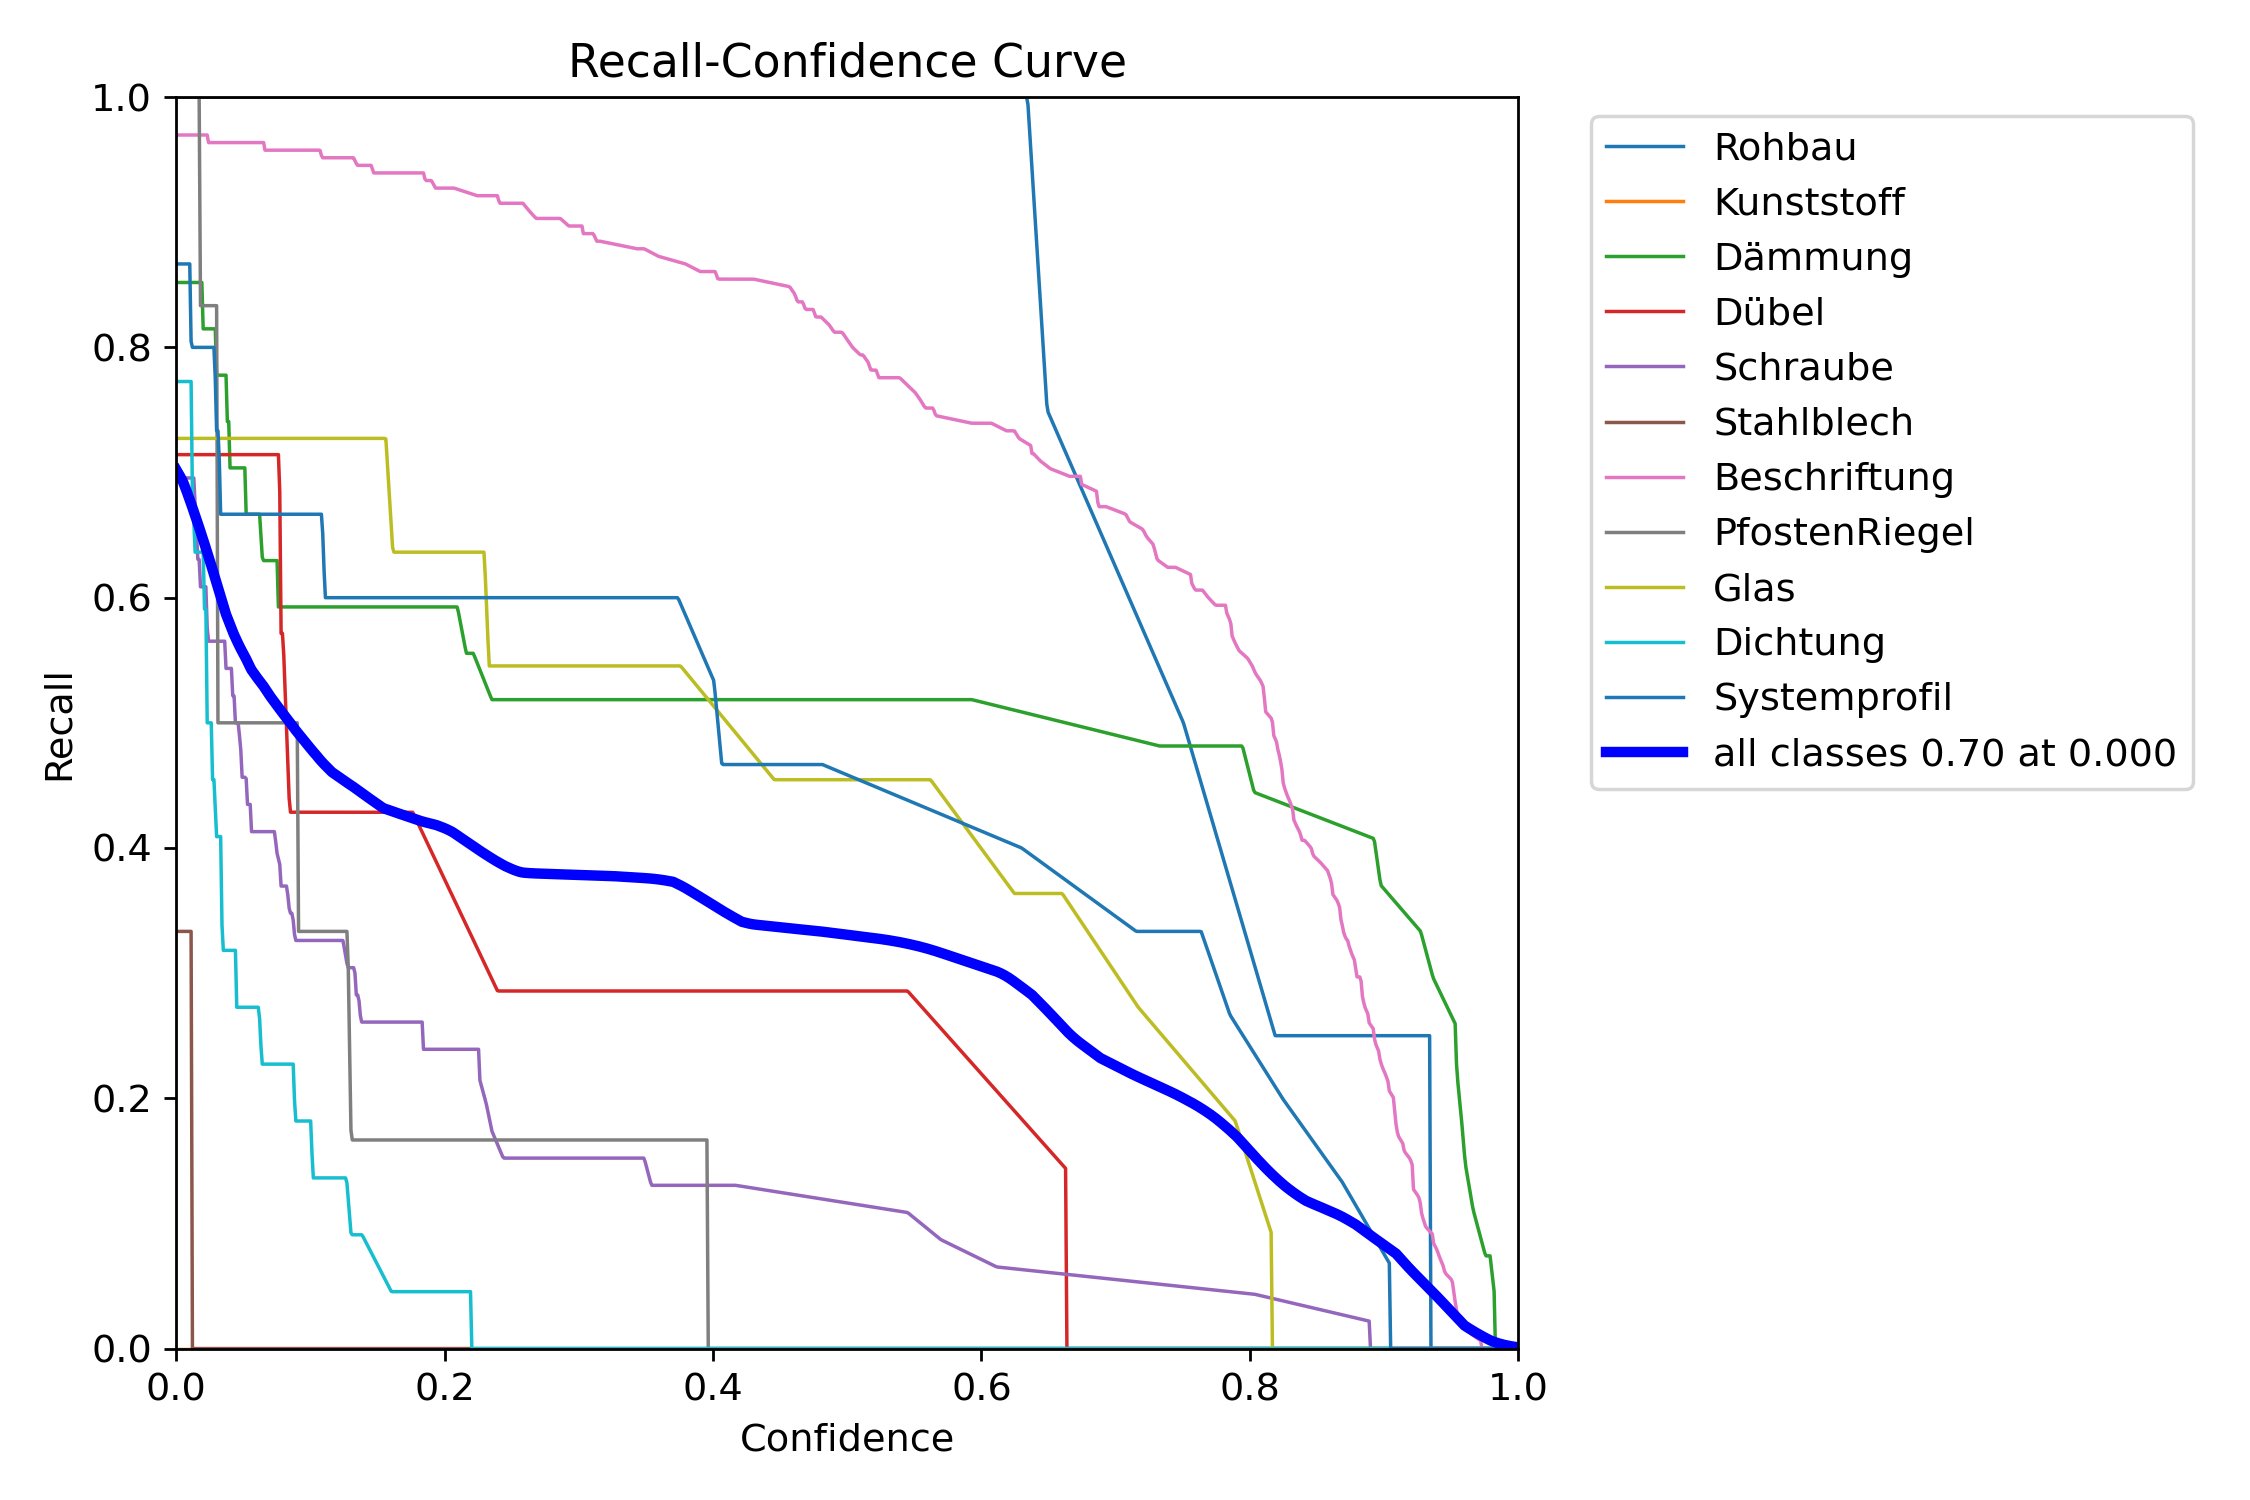 Recall-Confidence Curve
1.0
0.8
0.6
0.4
0.2
0.0
Recall
0.0 0.2 0.4 0.6 0.8 1.0
Confidence
Rohbau
Kunststoff
Dämmung
Dübel
Schraube
Stahlblech
Beschriftung
PfostenRiegel
Glas
Dichtung
Systemprofil
all classes 0.70 at 0.000